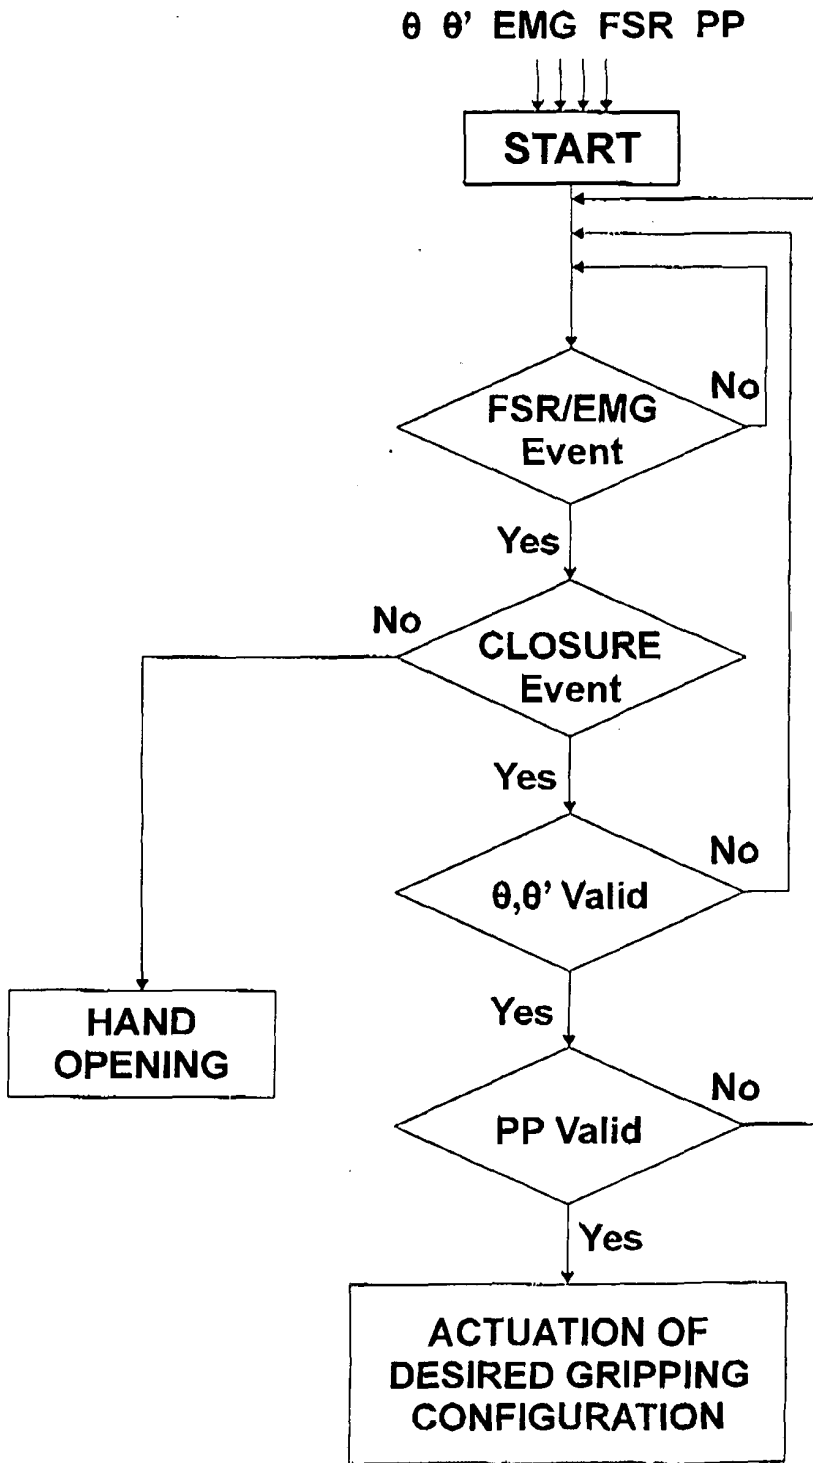 θ θ' EMG FSR PP
START
No
FSR/EMG
Event
Yes
No
CLOSURE
Event
Yes
No
θ,θ' Valid
HAND
OPENING
Yes
No
PP Valid
Yes
ACTUATION OF
DESIRED GRIPPING
CONFIGURATION